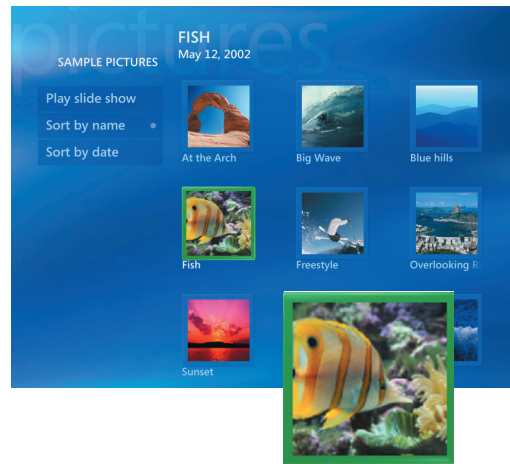 pictures
FISH
May 12, 2002
SAMPLE PICTURES
Play slide show
Sort by name
Sort by date
At the Arch
Big Wave
Blue hills
Fish
Freestyle
Overlooking R
Sunset